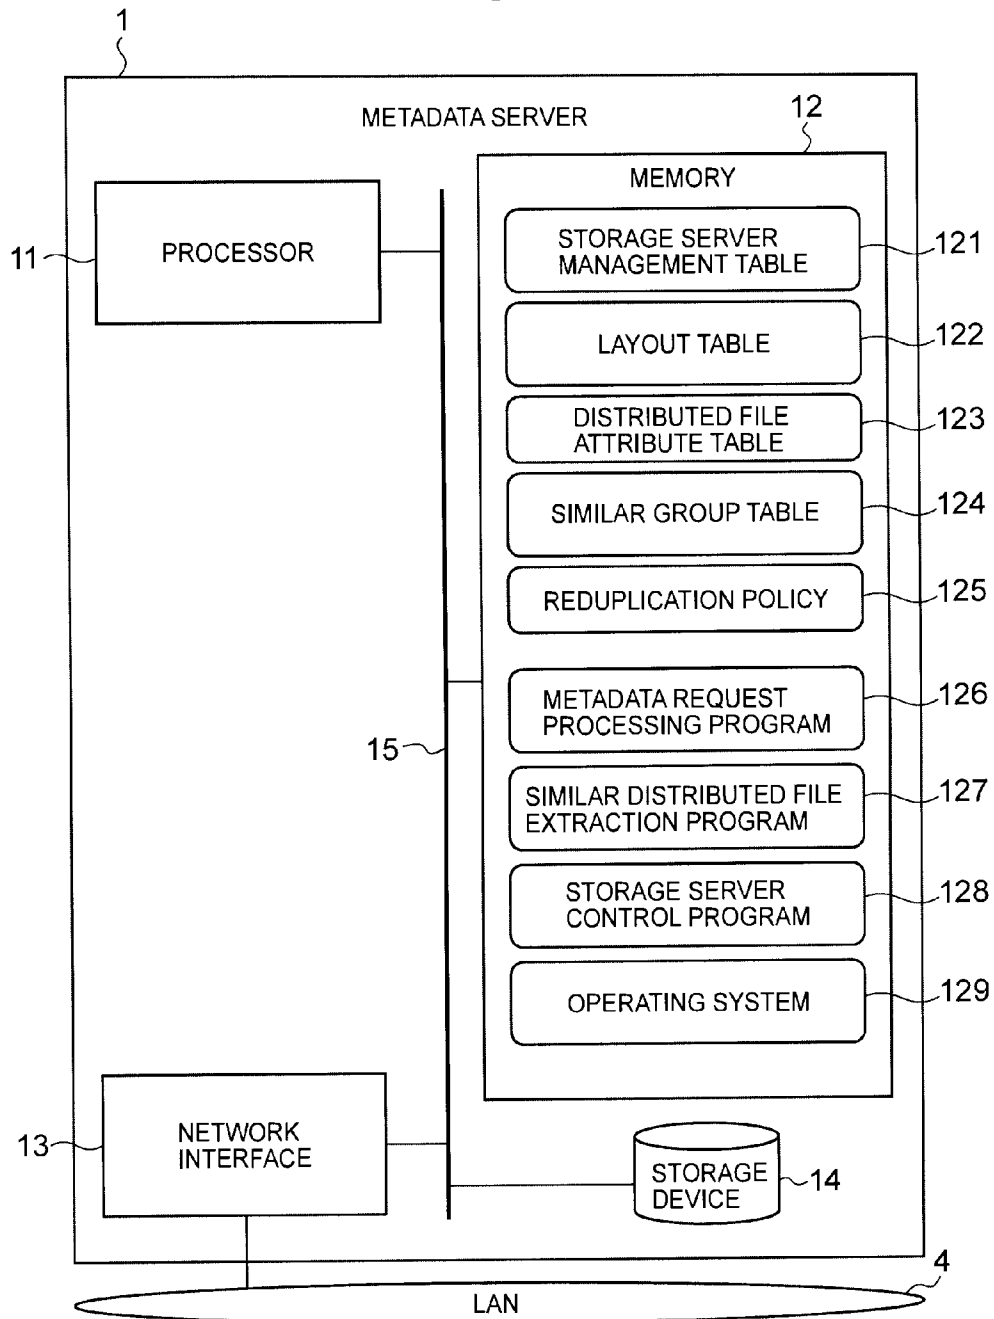 1
METADATA SERVER
12
MEMORY
11
PROCESSOR
STORAGE SERVER
MANAGEMENT TABLE
121
LAYOUT TABLE
122
DISTRIBUTED FILE
ATTRIBUTE TABLE
123
SIMILAR GROUP TABLE
124
REDUPLICATION POLICY
125
METADATA REQUEST
PROCESSING PROGRAM
126
15
SIMILAR DISTRIBUTED FILE
EXTRACTION PROGRAM
127
STORAGE SERVER
CONTROL PROGRAM
128
OPERATING SYSTEM
129
13
NETWORK
INTERFACE
STORAGE
DEVICE
14
4
LAN